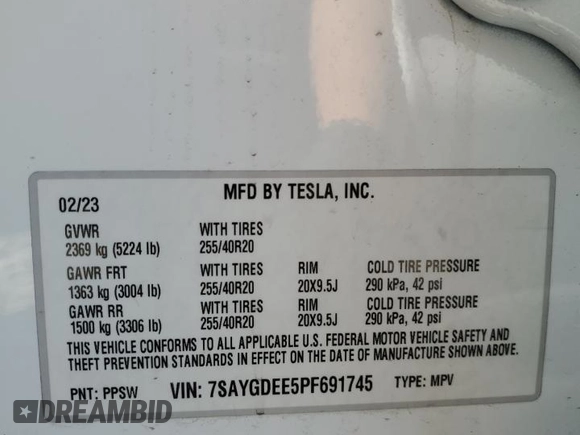 MFD BY TESLA, INC.
02/23
GVWR WITH TIRES
2369 kg (5224 lb) 255/40R20
GAWR FRT WITH TIRES RIM COLD TIRE PRESSURE
1363 kg (3004 lb) 255/40R20 20X9.5J 290 kPa, 42 psi
GAWR RR WITH TIRES RIM COLD TIRE PRESSURE
1500 kg (3306 lb) 255/40R20 20X9.5J 290 kPa, 42 psi
THIS VEHICLE CONFORMS TO ALL APPLICABLE U.S. FEDERAL MOTOR VEHICLE SAFETY AND
THEFT PREVENTION STANDARDS IN EFFECT ON THE DATE OF MANUFACTURE SHOWN ABOVE.
PNT: PPSW VIN: 7SAYGDEE5PF691745 TYPE: MPV
DREAMBID